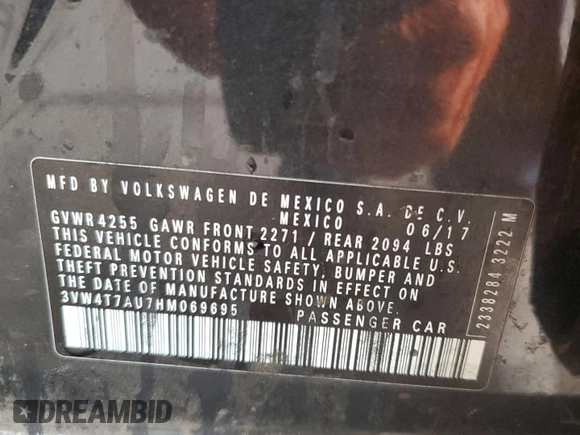 MFD BY VOLKSWAGEN DE MEXICO S.A. DE C.V.
MEXICO 06/17
GVWR 4255 GAWR FRONT 2271 / REAR 2094 LBS
THIS VEHICLE CONFORMS TO ALL APPLICABLE U.S.
FEDERAL MOTOR VEHICLE SAFETY, BUMPER AND
THEFT PREVENTION STANDARDS IN EFFECT ON
THE DATE OF MANUFACTURE SHOWN ABOVE.
3VW4T7AU7HM069695 PASSENGER CAR
2338284 3222 M
DREAMBID